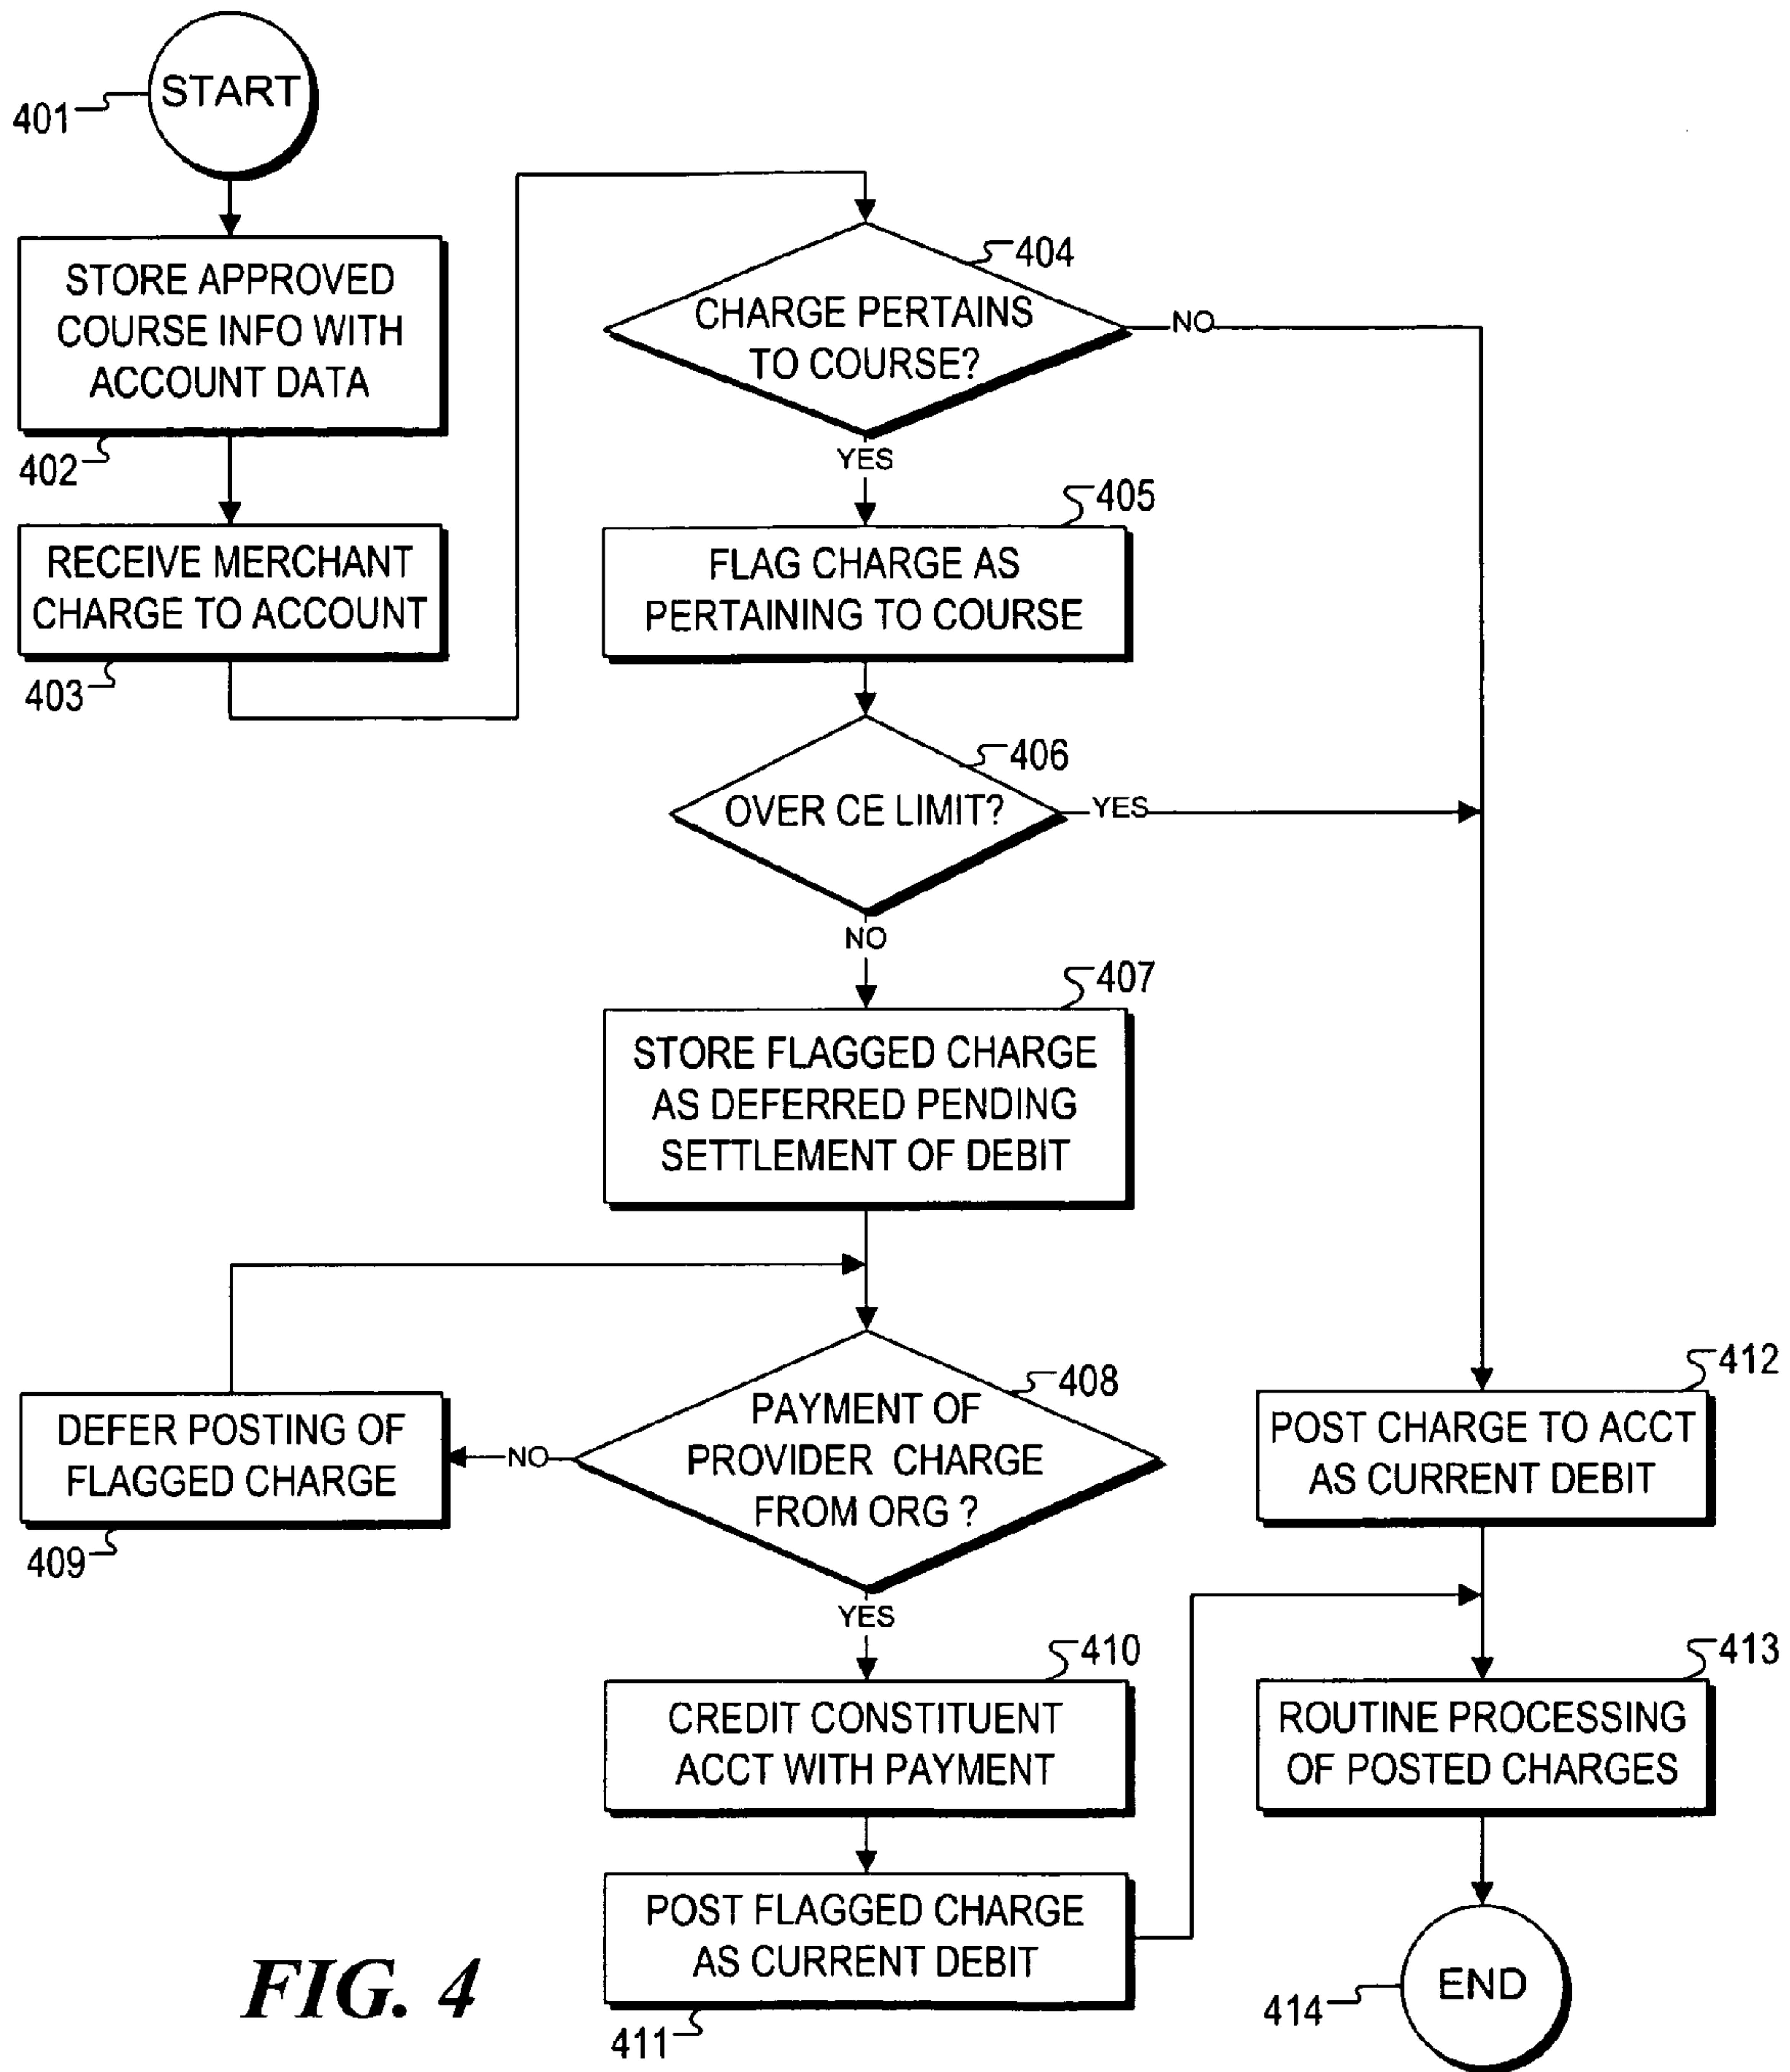 START
401
STORE APPROVED
COURSE INFO WITH
ACCOUNT DATA
402
RECEIVE MERCHANT
CHARGE TO ACCOUNT
403
404
CHARGE PERTAINS
TO COURSE?
NO
YES
405
FLAG CHARGE AS
PERTAINING TO COURSE
406
OVER CE LIMIT?
YES
NO
407
STORE FLAGGED CHARGE
AS DEFERRED PENDING
SETTLEMENT OF DEBIT
408
PAYMENT OF
PROVIDER CHARGE
FROM ORG ?
NO
DEFER POSTING OF
FLAGGED CHARGE
409
YES
410
CREDIT CONSTITUENT
ACCT WITH PAYMENT
POST FLAGGED CHARGE
AS CURRENT DEBIT
411
412
POST CHARGE TO ACCT
AS CURRENT DEBIT
413
ROUTINE PROCESSING
OF POSTED CHARGES
END
414
FIG. 4